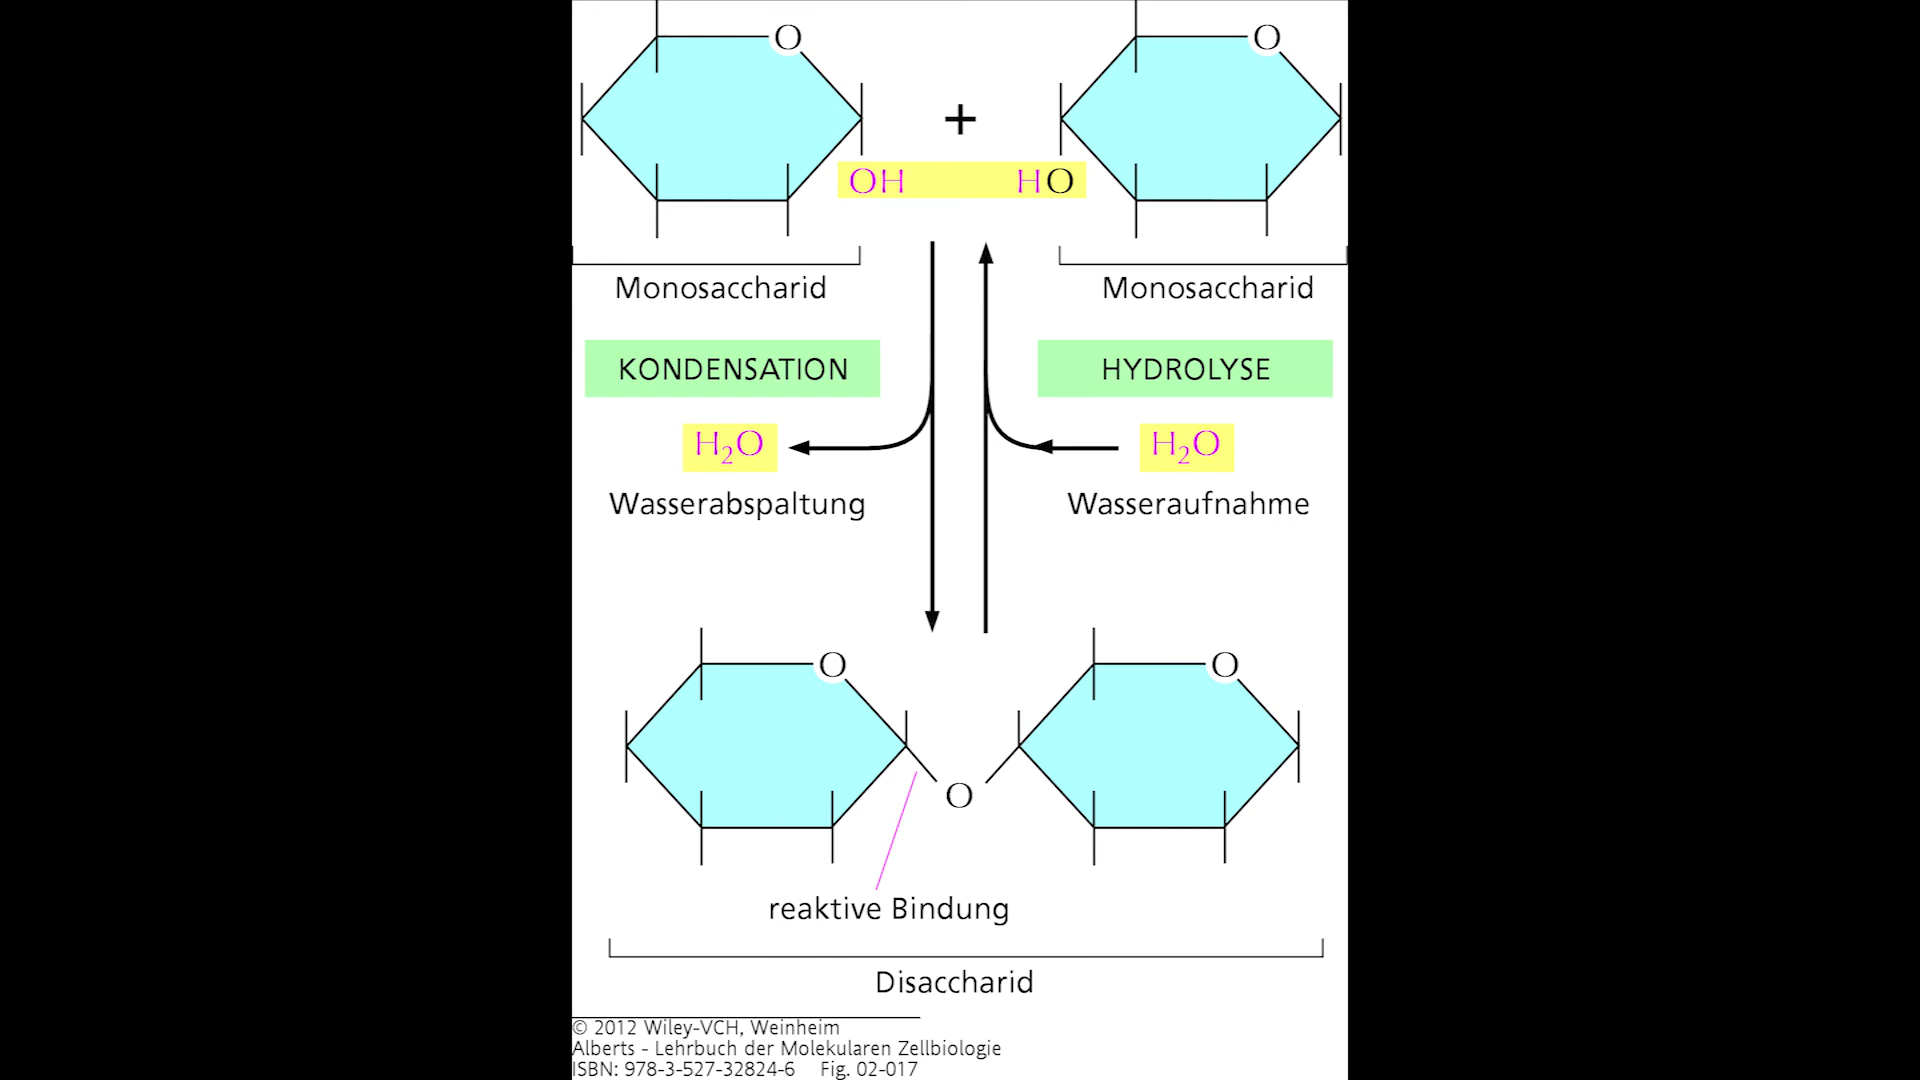 O O
+
OH HO
Monosaccharid Monosaccharid
KONDENSATION HYDROLYSE
H₂O H₂O
Wasserabspaltung Wasseraufnahme
O O
O
reaktive Bindung
Disaccharid
© 2012 Wiley-VCH, Weinheim
Alberts - Lehrbuch der Molekularen Zellbiologie
ISBN: 978-3-527-32824-6 Fig. 02-017